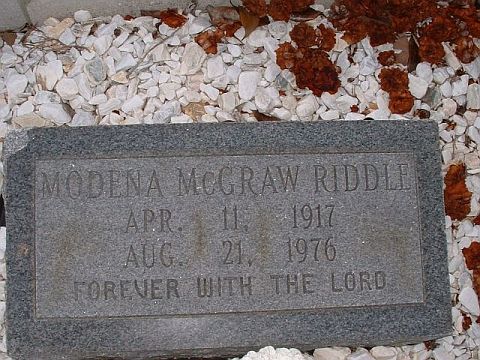 MODENA McGRAW RIDDLE
APR. 11. 1917
AUG. 21. 1976
FOREVER WITH THE LORD